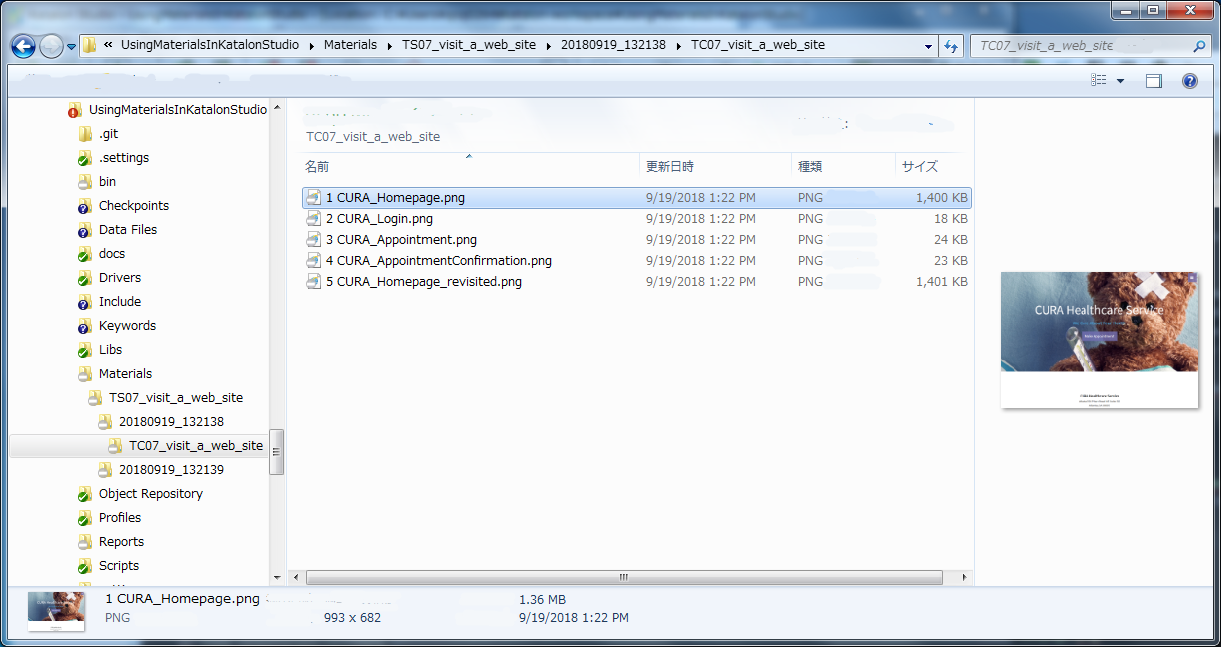 « UsingMaterialsInKatalonStudio ▸ Materials ▸ TS07_visit_a_web_site ▸ 20180919_132138 ▸ TC07_visit_a_web_site
TC07_visit_a_web_site
UsingMaterialsInKatalonStudio
.git
.settings
bin
Checkpoints
Data Files
docs
Drivers
Include
Keywords
Libs
Materials
TS07_visit_a_web_site
20180919_132138
TC07_visit_a_web_site
20180919_132139
Object Repository
Profiles
Reports
Scripts
TC07_visit_a_web_site
名前 更新日時 種類 サイズ
1 CURA_Homepage.png 9/19/2018 1:22 PM PNG 1,400 KB
2 CURA_Login.png 9/19/2018 1:22 PM PNG 18 KB
3 CURA_Appointment.png 9/19/2018 1:22 PM PNG 24 KB
4 CURA_AppointmentConfirmation.png 9/19/2018 1:22 PM PNG 23 KB
5 CURA_Homepage_revisited.png 9/19/2018 1:22 PM PNG 1,401 KB
CURA Healthcare Service
Make Appointment
CURA Healthcare Service
1 CURA_Homepage.png 1.36 MB
PNG 993 x 682 9/19/2018 1:22 PM